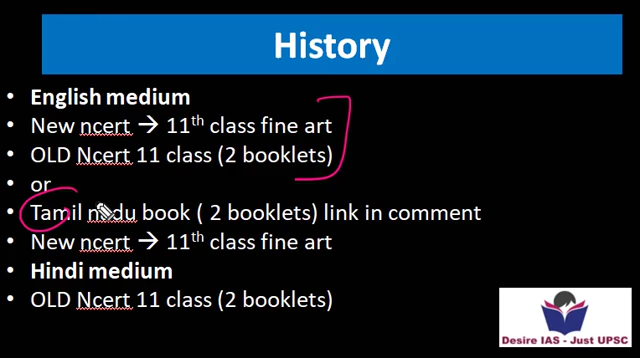 History
• English medium
• New ncert → 11th class fine art
• OLD Ncert 11 class (2 booklets)
• or
• Tamil nadu book ( 2 booklets) link in comment
• New ncert → 11th class fine art
• Hindi medium
• OLD Ncert 11 class (2 booklets)
Desire IAS - Just UPSC